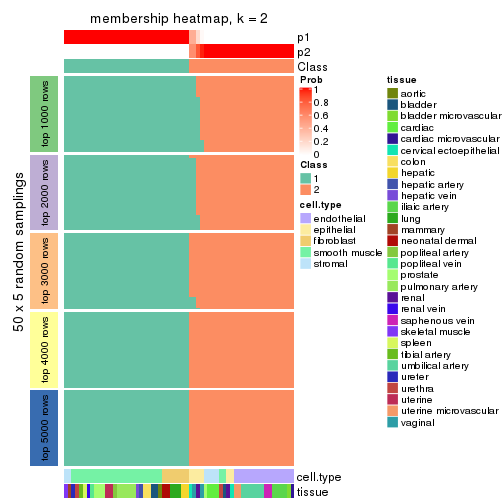 membership heatmap, k = 2
p1
p2
Class
50 x 5 random samplings
top 1000 rows
top 2000 rows
top 3000 rows
top 4000 rows
top 5000 rows
cell.type
tissue
Prob
1
0.8
0.6
0.4
0.2
0
Class
1
2
cell.type
endothelial
epithelial
fibroblast
smooth muscle
stromal
tissue
aortic
bladder
bladder microvascular
cardiac
cardiac microvascular
cervical ectoepithelial
colon
hepatic
hepatic artery
hepatic vein
iliaic artery
lung
mammary
neonatal dermal
popliteal artery
popliteal vein
prostate
pulmonary artery
renal
renal vein
saphenous vein
skeletal muscle
spleen
tibial artery
umbilical artery
ureter
urethra
uterine
uterine microvascular
vaginal